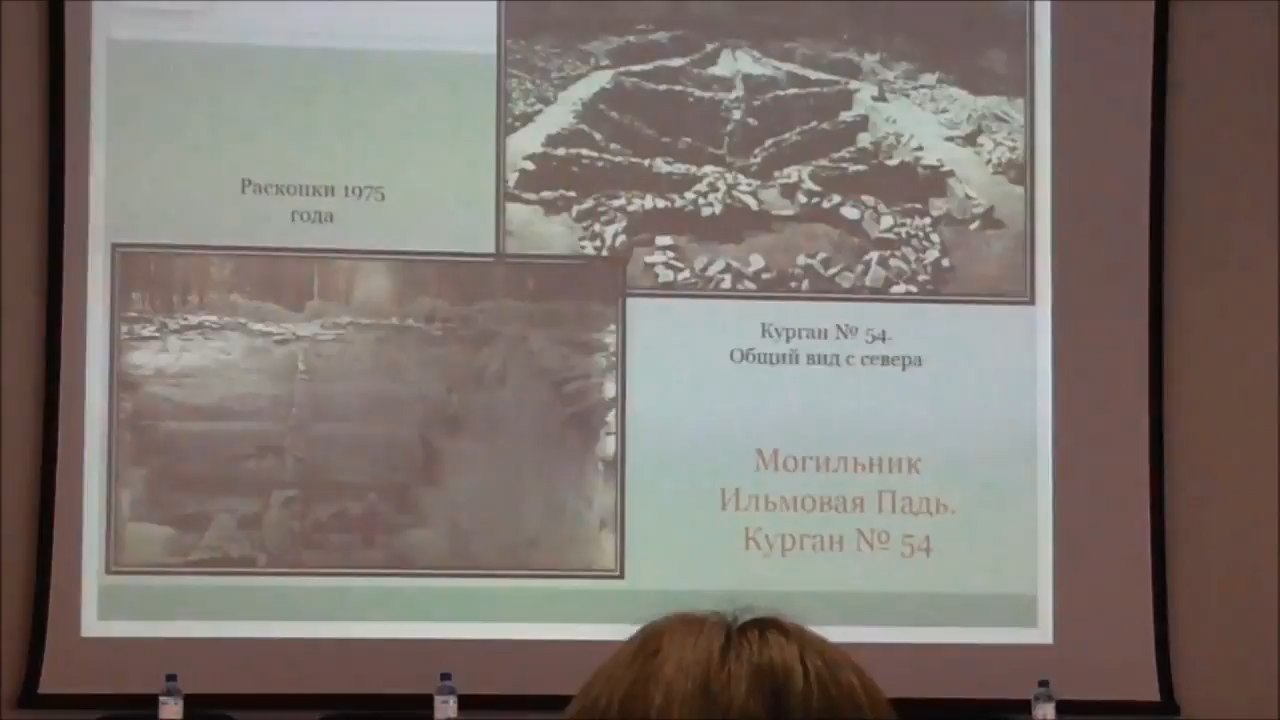 Раскопки 1975
года
Курган № 54.
Общий вид с севера
Могильник
Ильмовая Падь.
Курган № 54